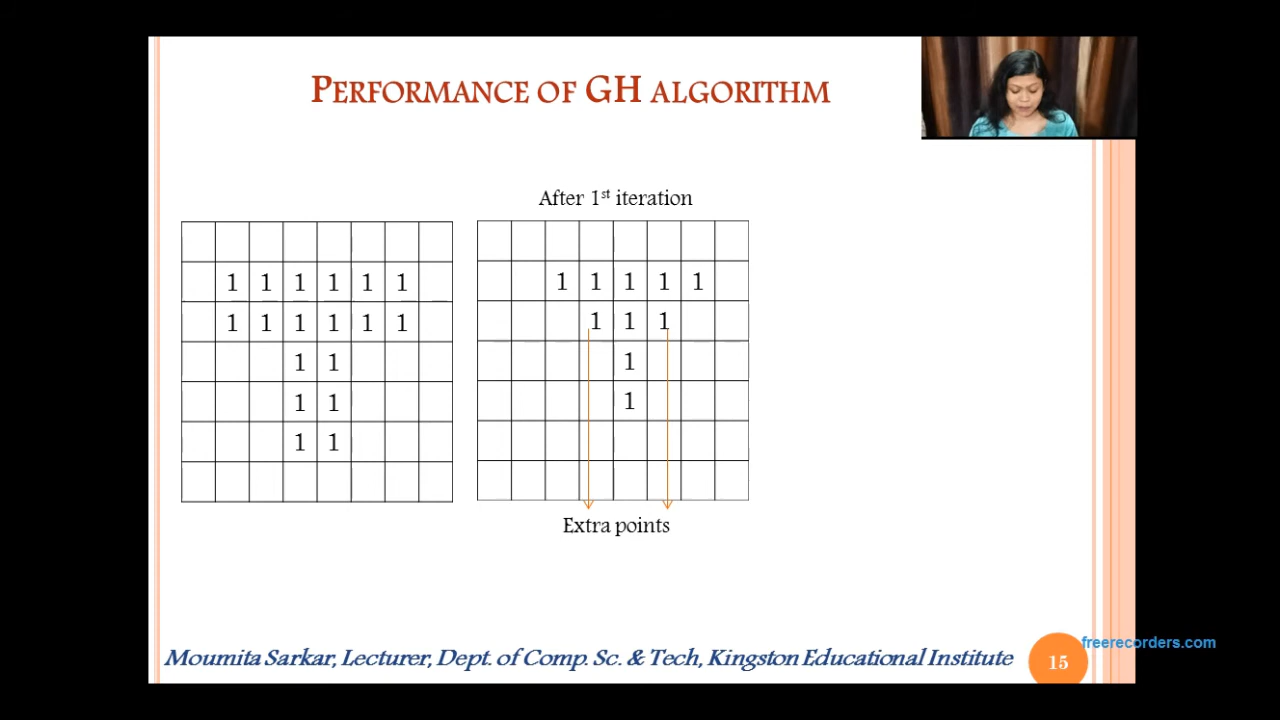 PERFORMANCE OF GH ALGORITHM
After 1st iteration
1 1 1 1 1 1
1 1 1 1 1 1
1 1
1 1
1 1
1 1 1 1 1
1 1 1
1
1
Extra points
Moumita Sarkar, Lecturer, Dept. of Comp. Sc. & Tech, Kingston Educational Institute
15
freerecorders.com